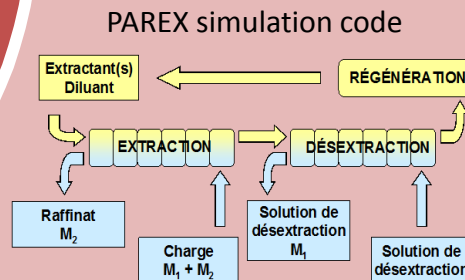 PAREX simulation code
Extractant(s)
Diluant
RÉGÉNÉRATION
EXTRACTION
DÉSEXTRACTION
Raffinat
M2
Charge
M1 + M2
Solution de
désextraction
M1
Solution de
désextraction